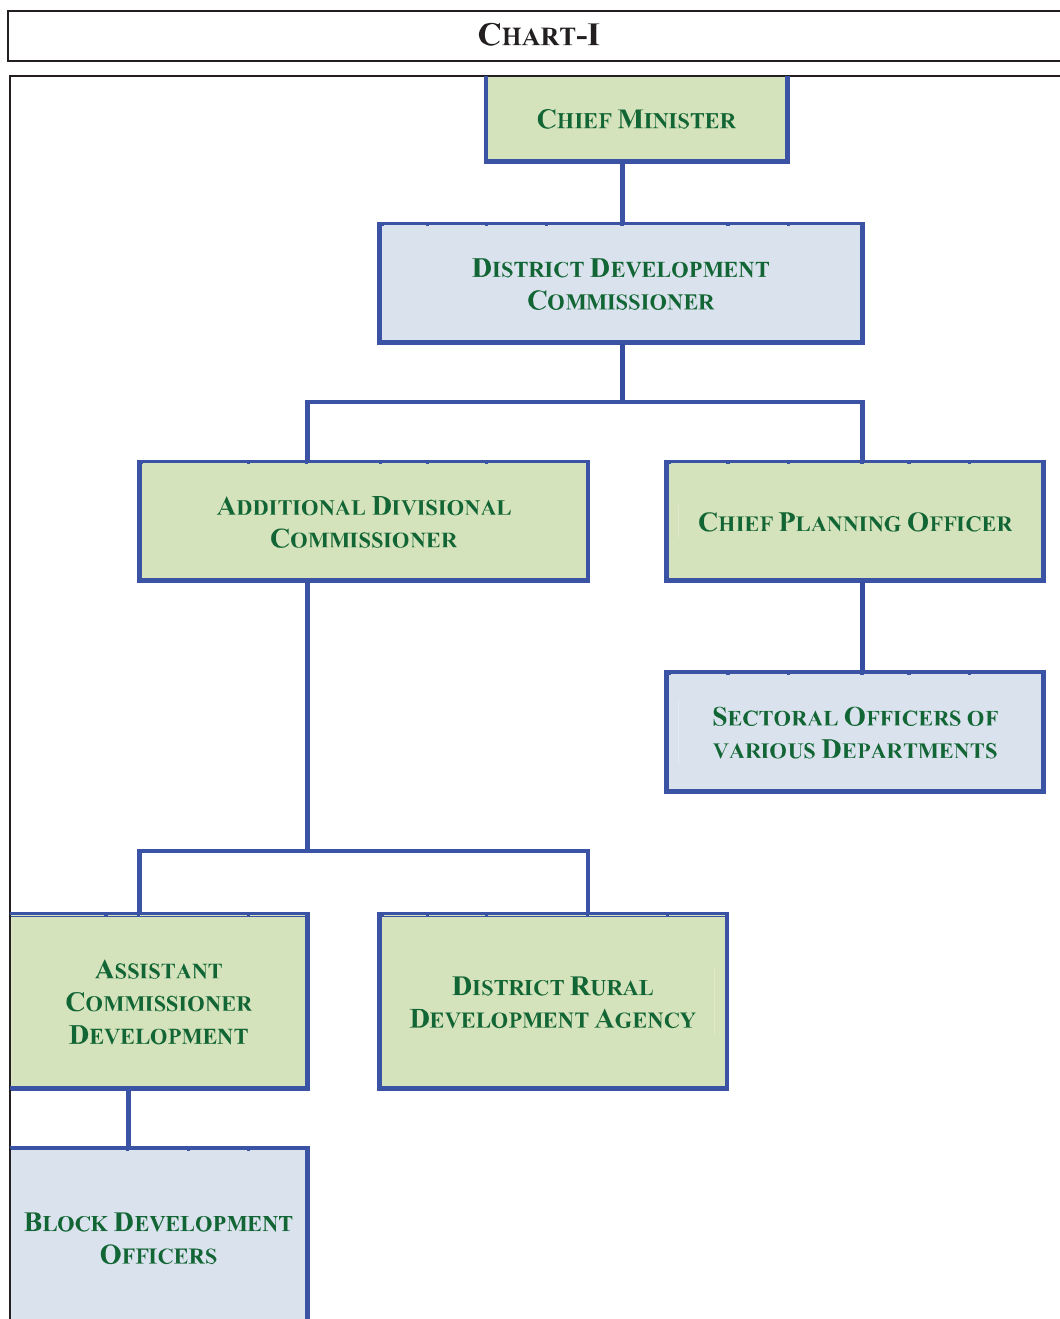 CHART-I
CHIEF MINISTER
DISTRICT DEVELOPMENT
COMMISSIONER
ADDITIONAL DIVISIONAL
COMMISSIONER
CHIEF PLANNING OFFICER
SECTORAL OFFICERS OF
VARIOUS DEPARTMENTS
ASSISTANT
COMMISSIONER
DEVELOPMENT
DISTRICT RURAL
DEVELOPMENT AGENCY
BLOCK DEVELOPMENT
OFFICERS